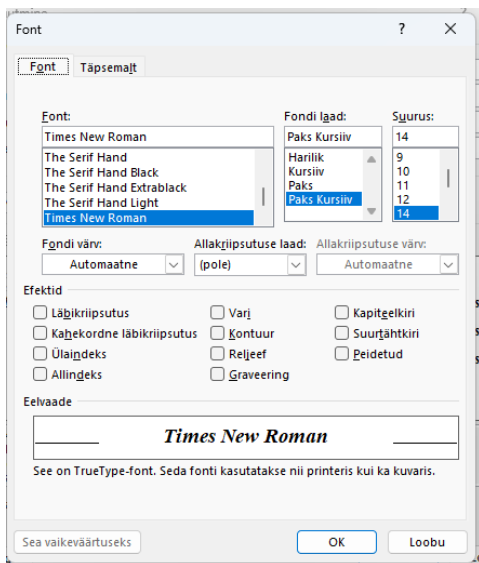 Font ?
Font Täpsemalt
Font: Fondi laad: Suurus:
Times New Roman Paks Kursiiv 14
The Serif Hand Harilik 9
The Serif Hand Black Kursiiv 10
The Serif Hand Extrablack Paks 11
The Serif Hand Light Paks Kursiiv 12
Times New Roman 14
Fondi värv: Allakriipsutuse laad: Allakriipsutuse värv:
Automaatne (pole) Automaatne
Efektid
Läbikriipsutus Vari Kapiteelkiri
Kahekordne läbikriipsutus Kontuur Suurtähtkiri
Ülaindeks Reljeef Peidetud
Allindeks Graveering
Eelvaade
Times New Roman
See on TrueType-font. Seda fonti kasutatakse nii printeris kui ka kuvaris.
Sea vaikeväärtuseks OK Loobu